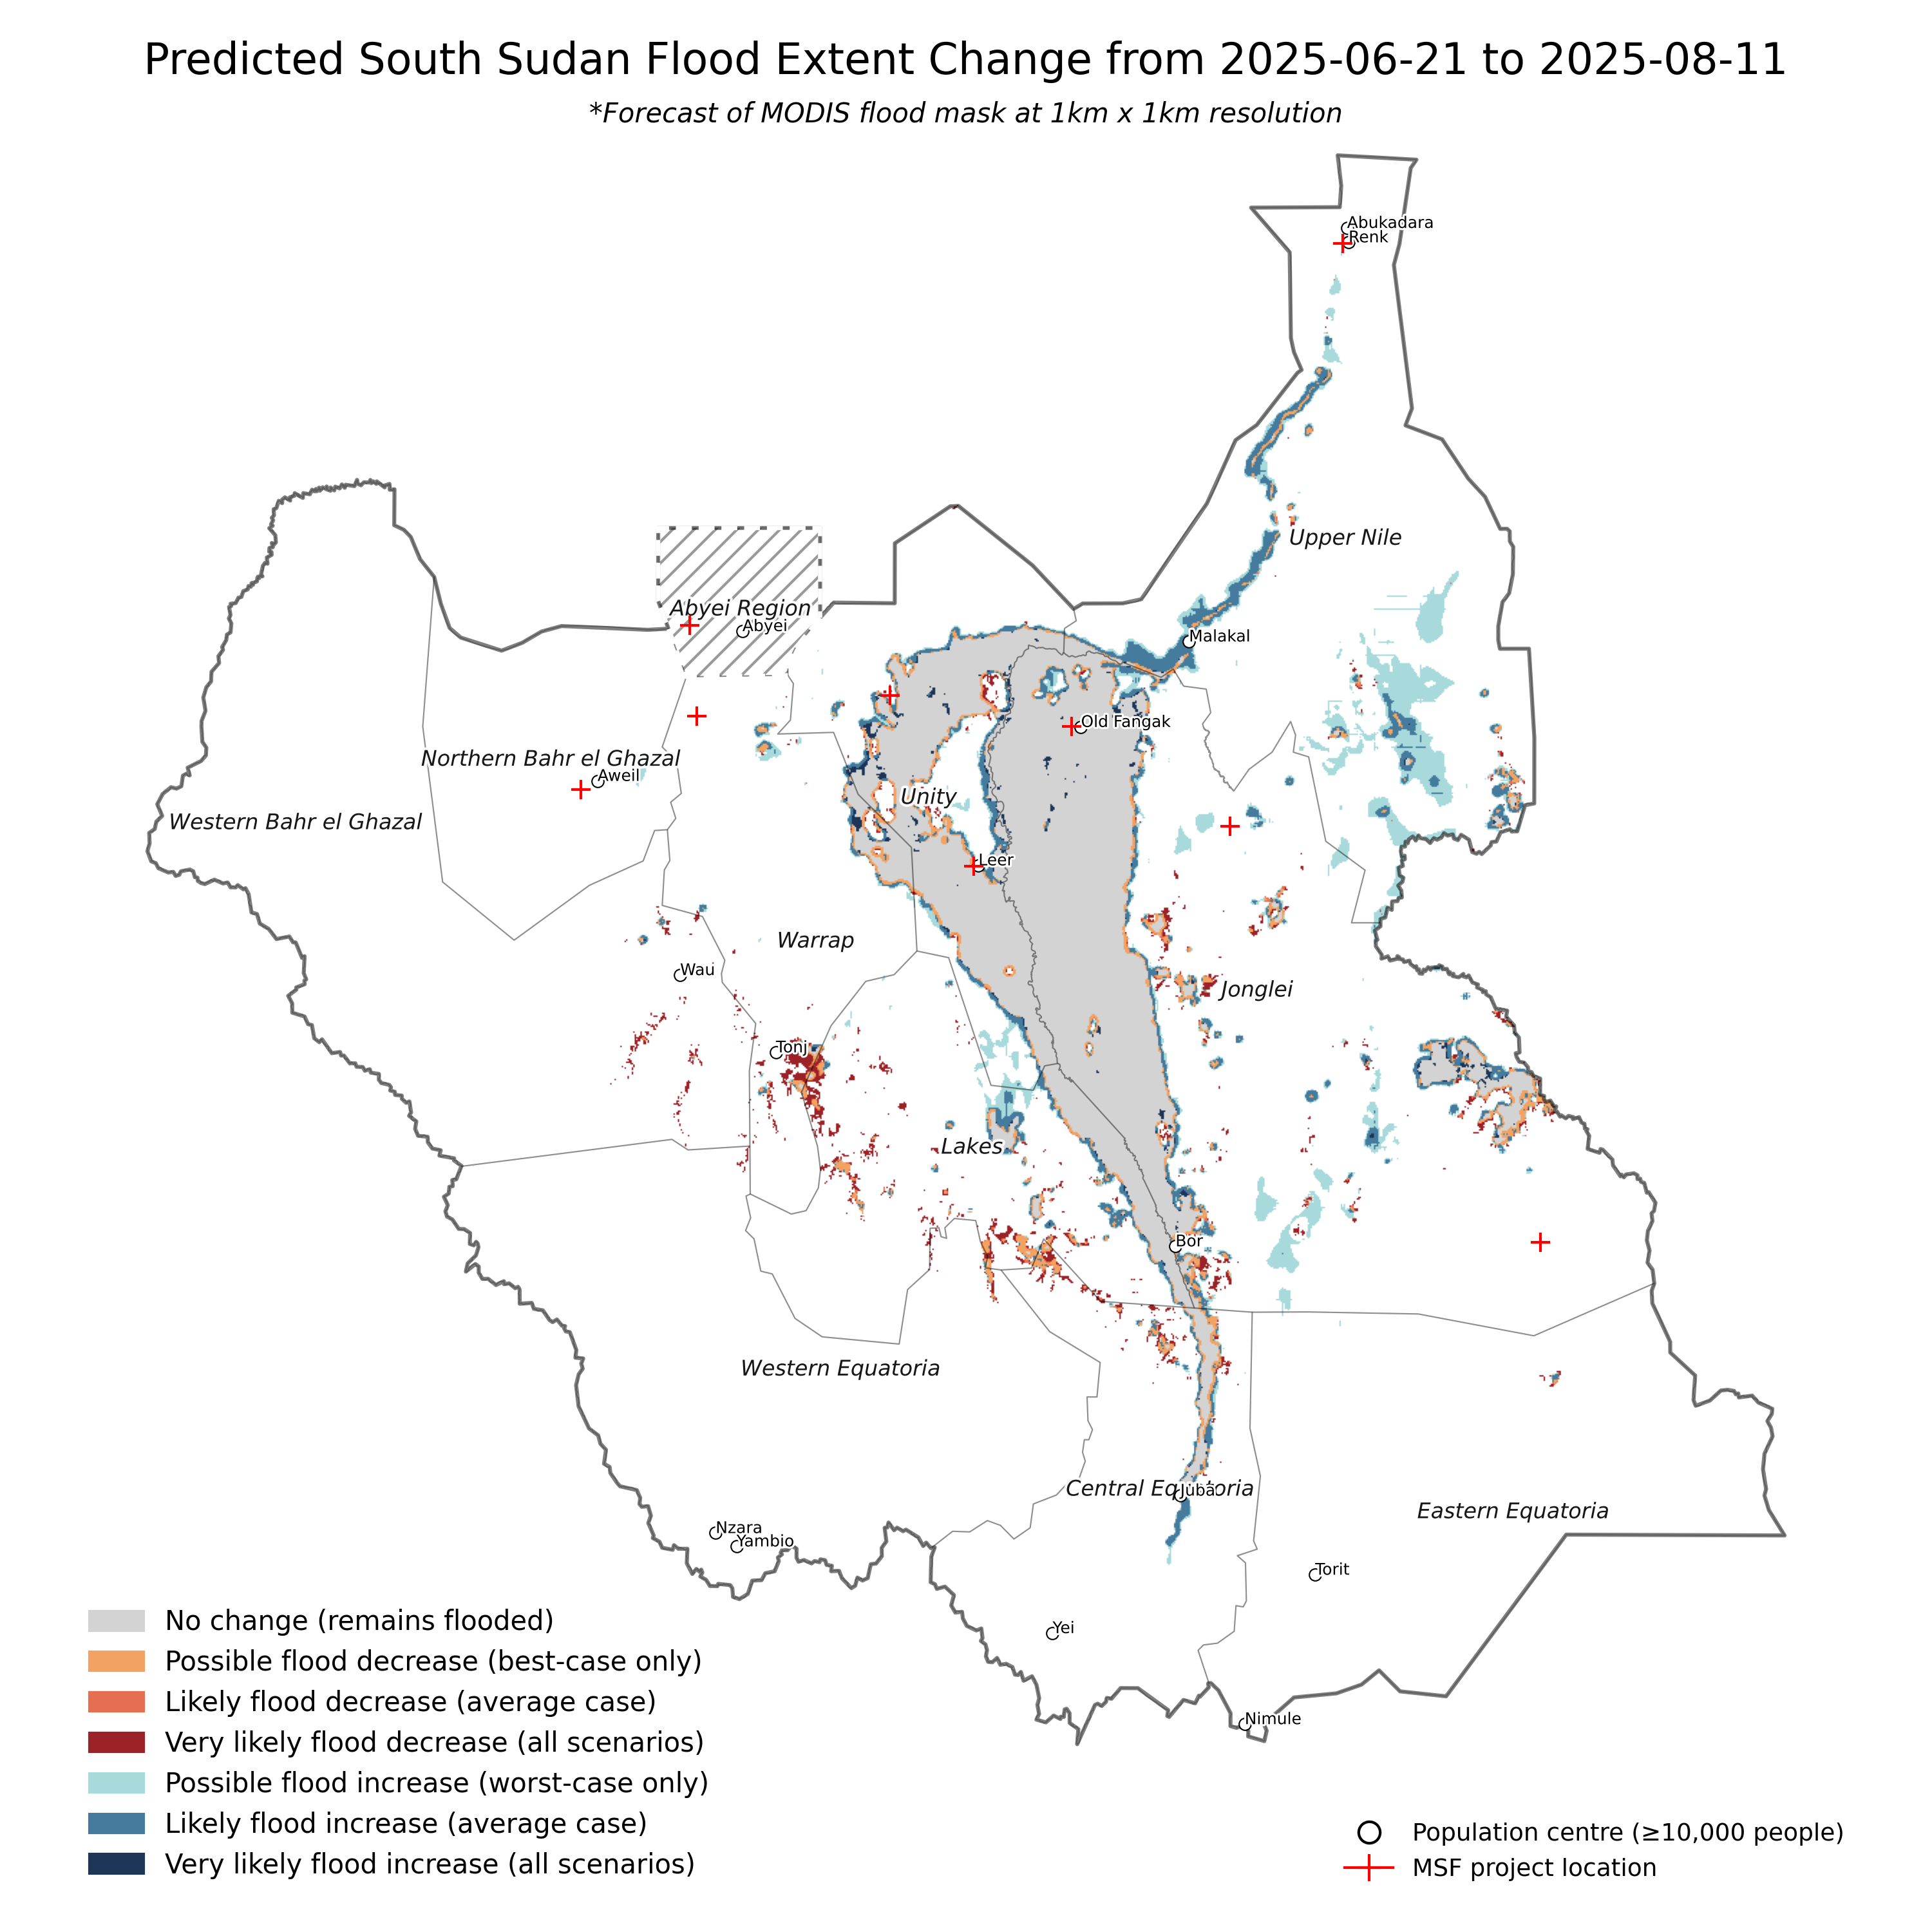 Predicted South Sudan Flood Extent Change from 2025-06-21 to 2025-08-11
*Forecast of MODIS flood mask at 1km x 1km resolution
Abukadara
Renk
Upper Nile
Abyei Region
Abyei
Malakal
Old Fangak
Northern Bahr el Ghazal
Aweil
Unity
Western Bahr el Ghazal
Leer
Warrap
Wau
Jonglei
Tonj
Lakes
Bor
Western Equatoria
Central Equatoria
Juba
Eastern Equatoria
Nzara
Yambio
Torit
Yei
Nimule
No change (remains flooded)
Possible flood decrease (best-case only)
Likely flood decrease (average case)
Very likely flood decrease (all scenarios)
Possible flood increase (worst-case only)
Likely flood increase (average case)
Very likely flood increase (all scenarios)
Population centre (≥10,000 people)
MSF project location